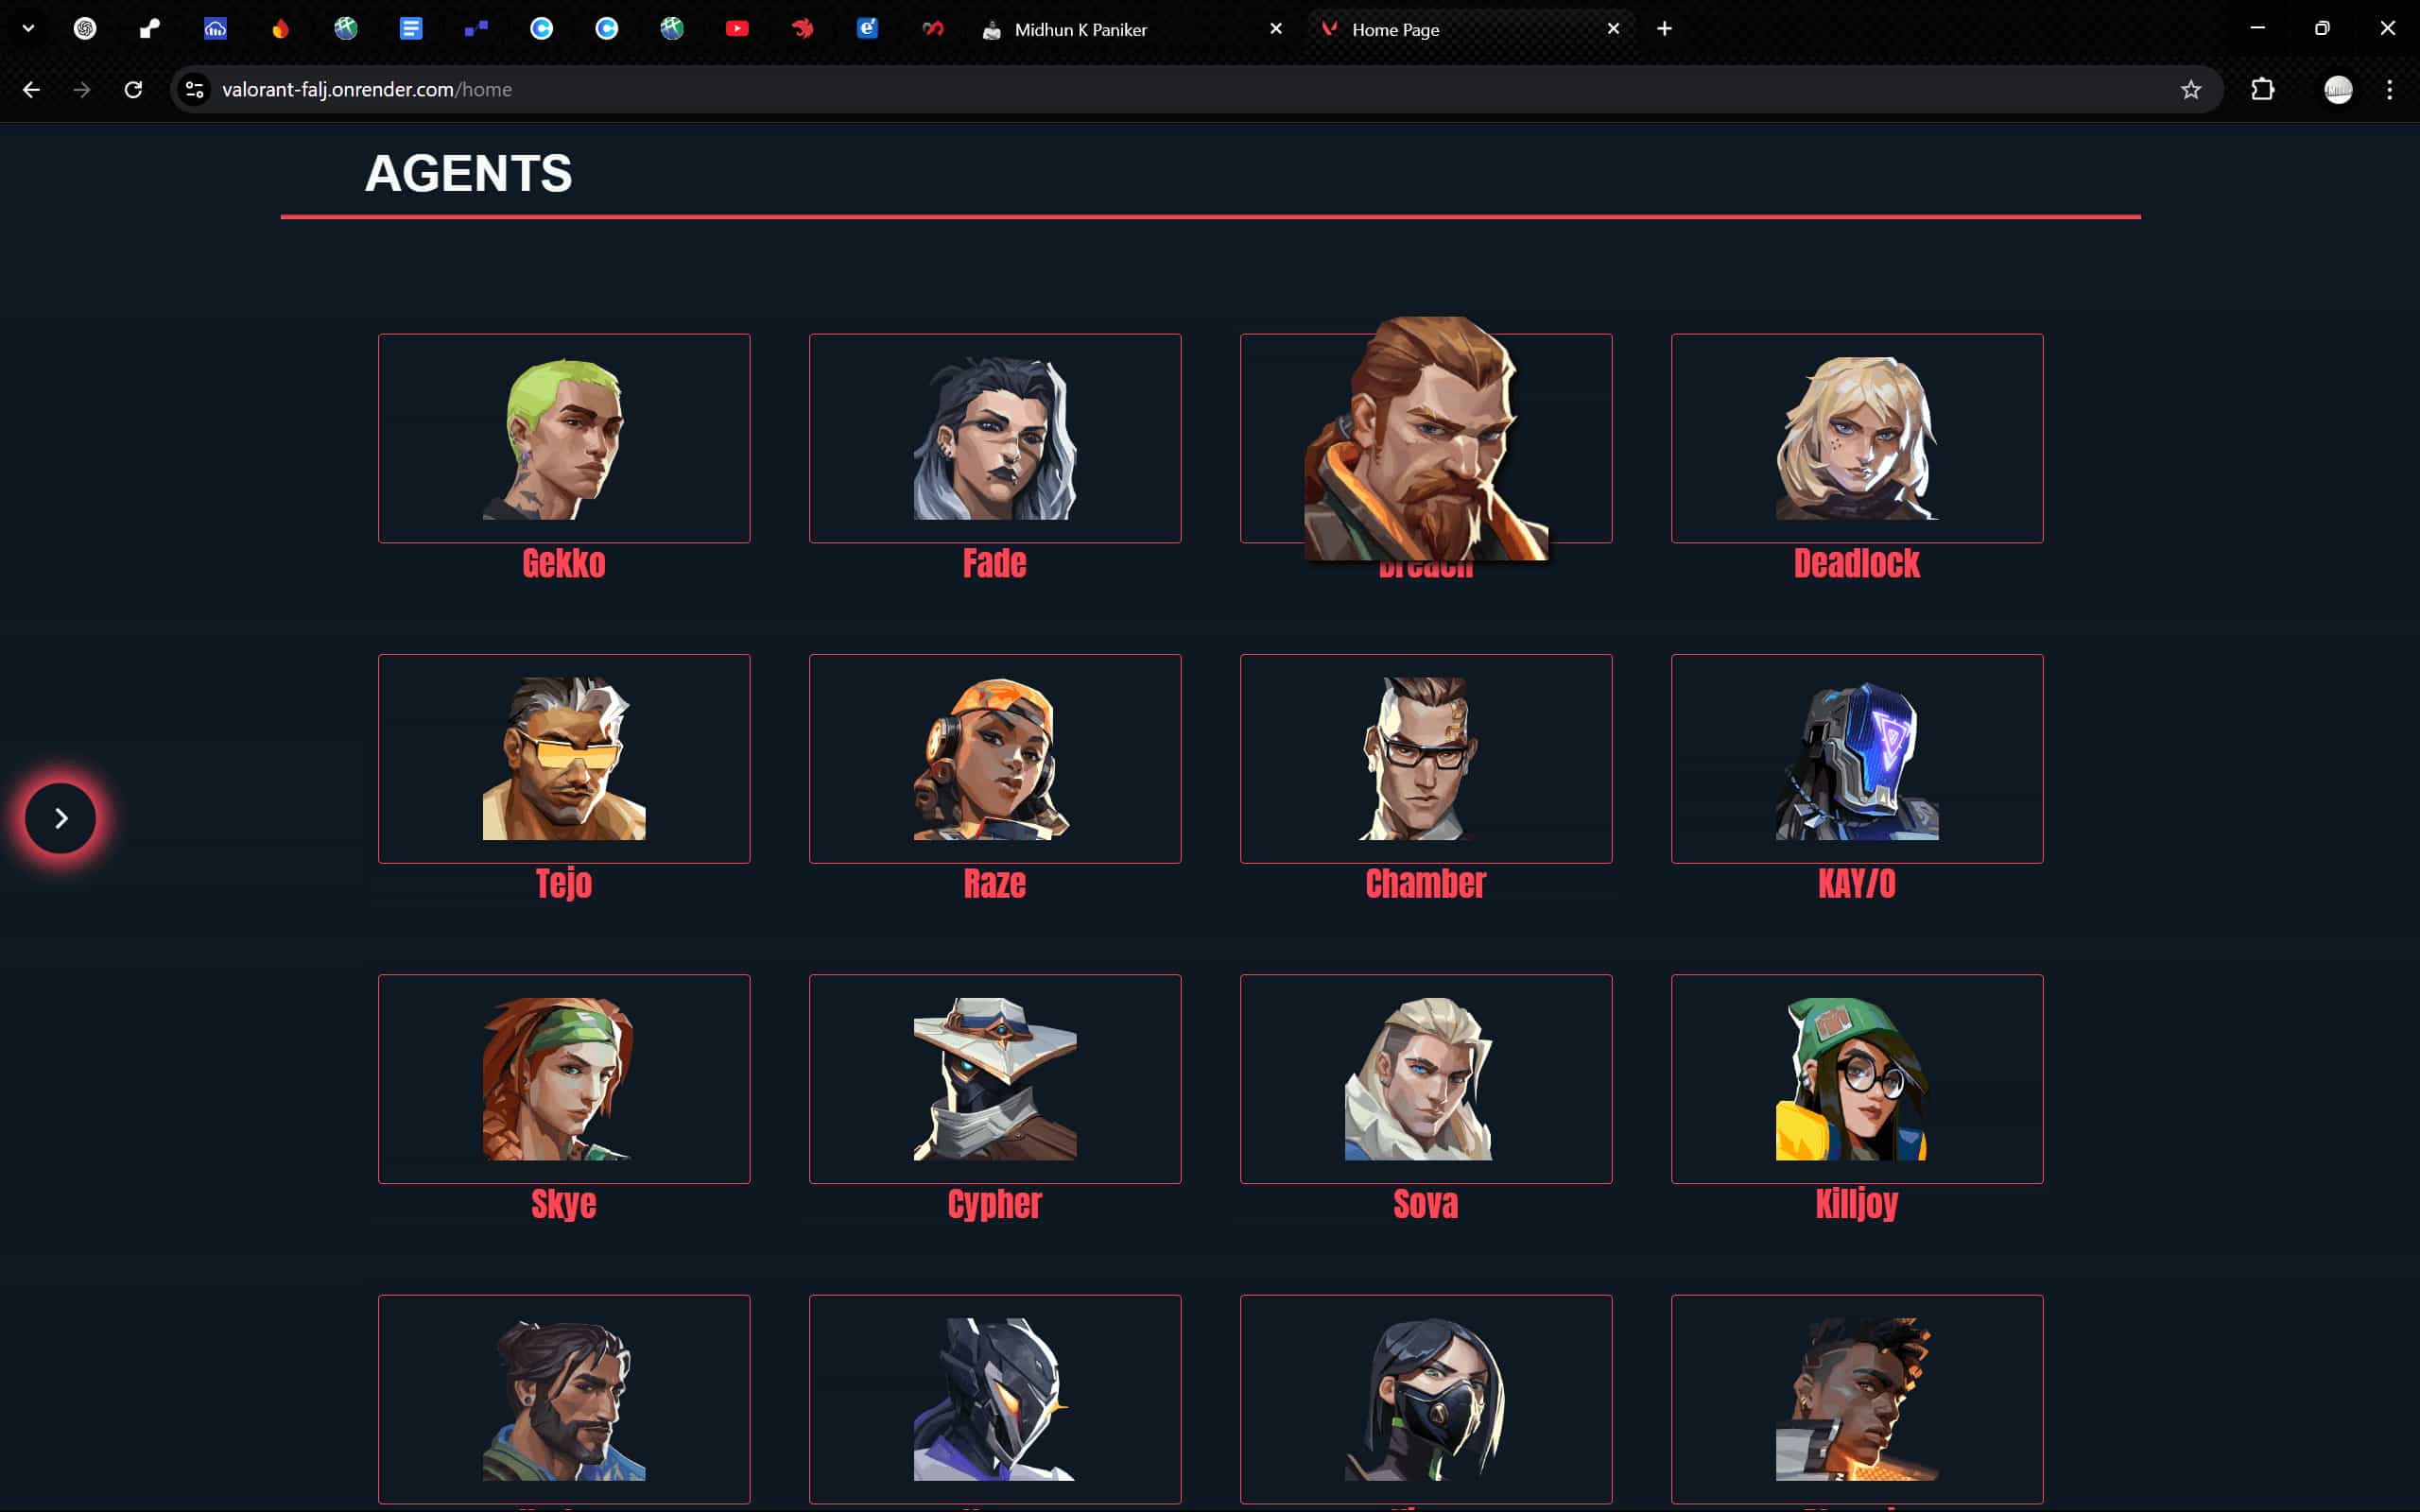 Midhun K Paniker
Home Page
valorant-falj.onrender.com/home
AGENTS
Gekko
Fade
Breach
Deadlock
Tejo
Raze
Chamber
KAY/O
Skye
Cypher
Sova
Killjoy